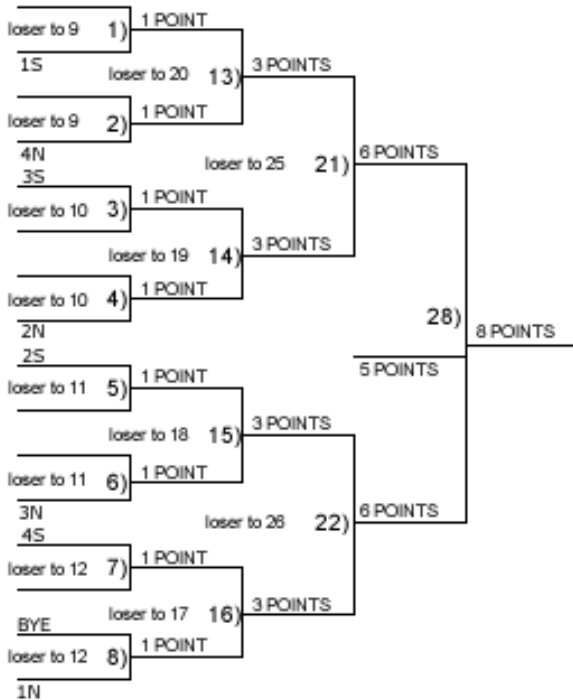 1 POINT
loser to 9 1)
1S
loser to 20 13) 3 POINTS
1 POINT
loser to 9 2)
4N
loser to 25 21) 6 POINTS
3S
1 POINT
loser to 10 3)
loser to 19 14) 3 POINTS
1 POINT
loser to 10 4)
2N
28) 8 POINTS
2S
5 POINTS
1 POINT
loser to 11 5)
loser to 18 15) 3 POINTS
1 POINT
loser to 11 6)
3N
loser to 26 22) 6 POINTS
4S
1 POINT
loser to 12 7)
loser to 17 16) 3 POINTS
BYE
1 POINT
loser to 12 8)
1N